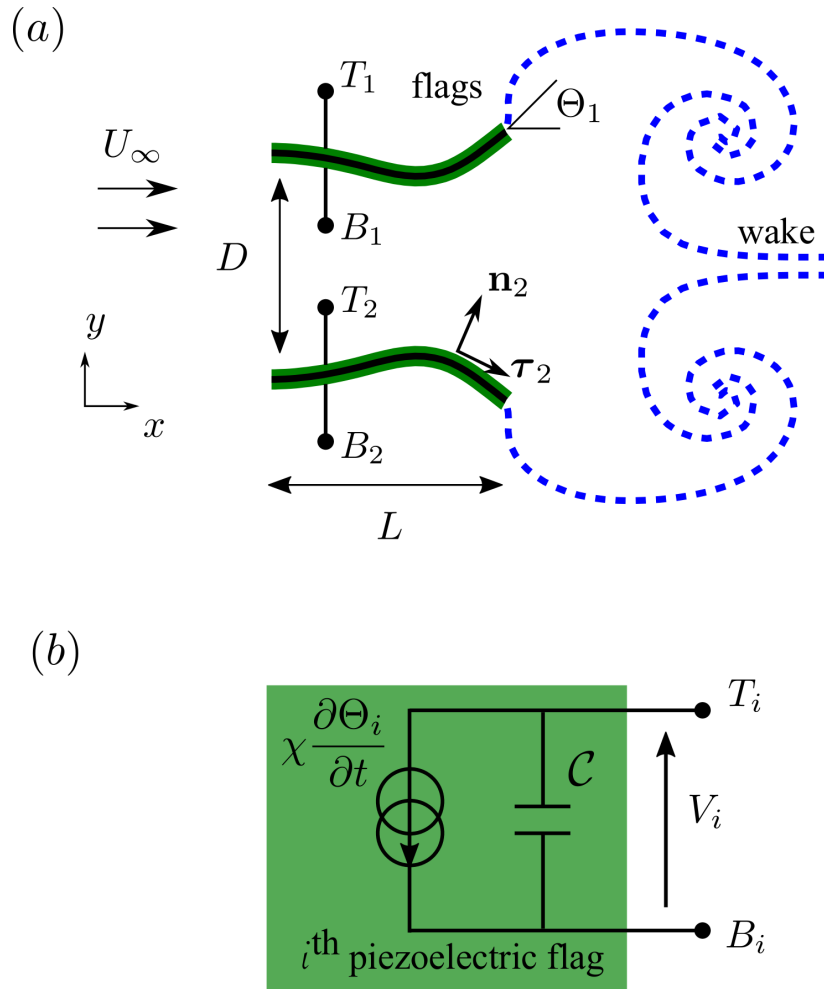 (a)
T₁
flags
Θ₁
U∞
B₁
D
wake
T₂
n₂
y
τ₂
x
B₂
L
(b)
Tᵢ
χ ∂Θᵢ/∂t
C
Vᵢ
iᵗʰ piezoelectric flag
Bᵢ